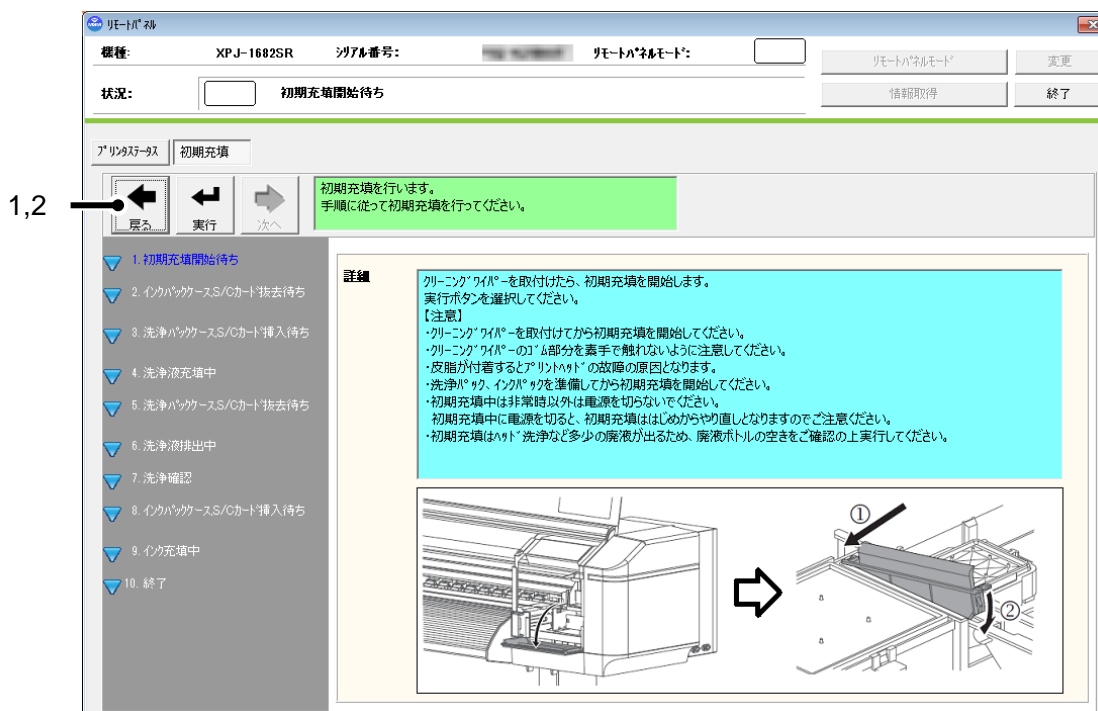 リモートパネル
機種: XPJ-1682SR シリアル番号: リモートパネルモード:
リモートパネルモード 変更
状況: 初期充填開始待ち
情報取得 終了
プリンタステータス 初期充填
1,2
戻る 実行 次へ
初期充填を行います。
手順に従って初期充填を行ってください。
1. 初期充填開始待ち
2. インクパックケース,S/Cカード抜去待ち
3. 洗浄パックケース,S/Cカード挿入待ち
4. 洗浄液充填中
5. 洗浄パックケース,S/Cカード抜去待ち
6. 洗浄液排出中
7. 洗浄確認
8. インクパックケース,S/Cカード挿入待ち
9. インク充填中
10. 終了
詳細
クリーニングワイパーを取付けたら、初期充填を開始します。
実行ボタンを選択してください。
【注意】
・クリーニングワイパーを取付けてから初期充填を開始してください。
・クリーニングワイパーのゴム部分を素手で触れないように注意してください。
・皮脂が付着するとプリントヘッドの故障の原因となります。
・洗浄パック、インクパックを準備してから初期充填を開始してください。
・初期充填中は非常時以外は電源を切らないでください。
初期充填中に電源を切ると、初期充填ははじめからやり直しとなりますのでご注意ください。
・初期充填はヘッド洗浄など多少の廃液が出るため、廃液ボトルの空きをご確認の上実行してください。
①
②